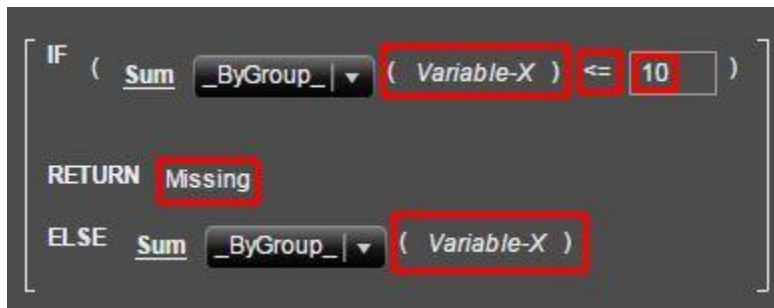 IF ( Sum _ByGroup_ ( Variable-X ) <= 10 )
RETURN Missing
ELSE Sum _ByGroup_ ( Variable-X )